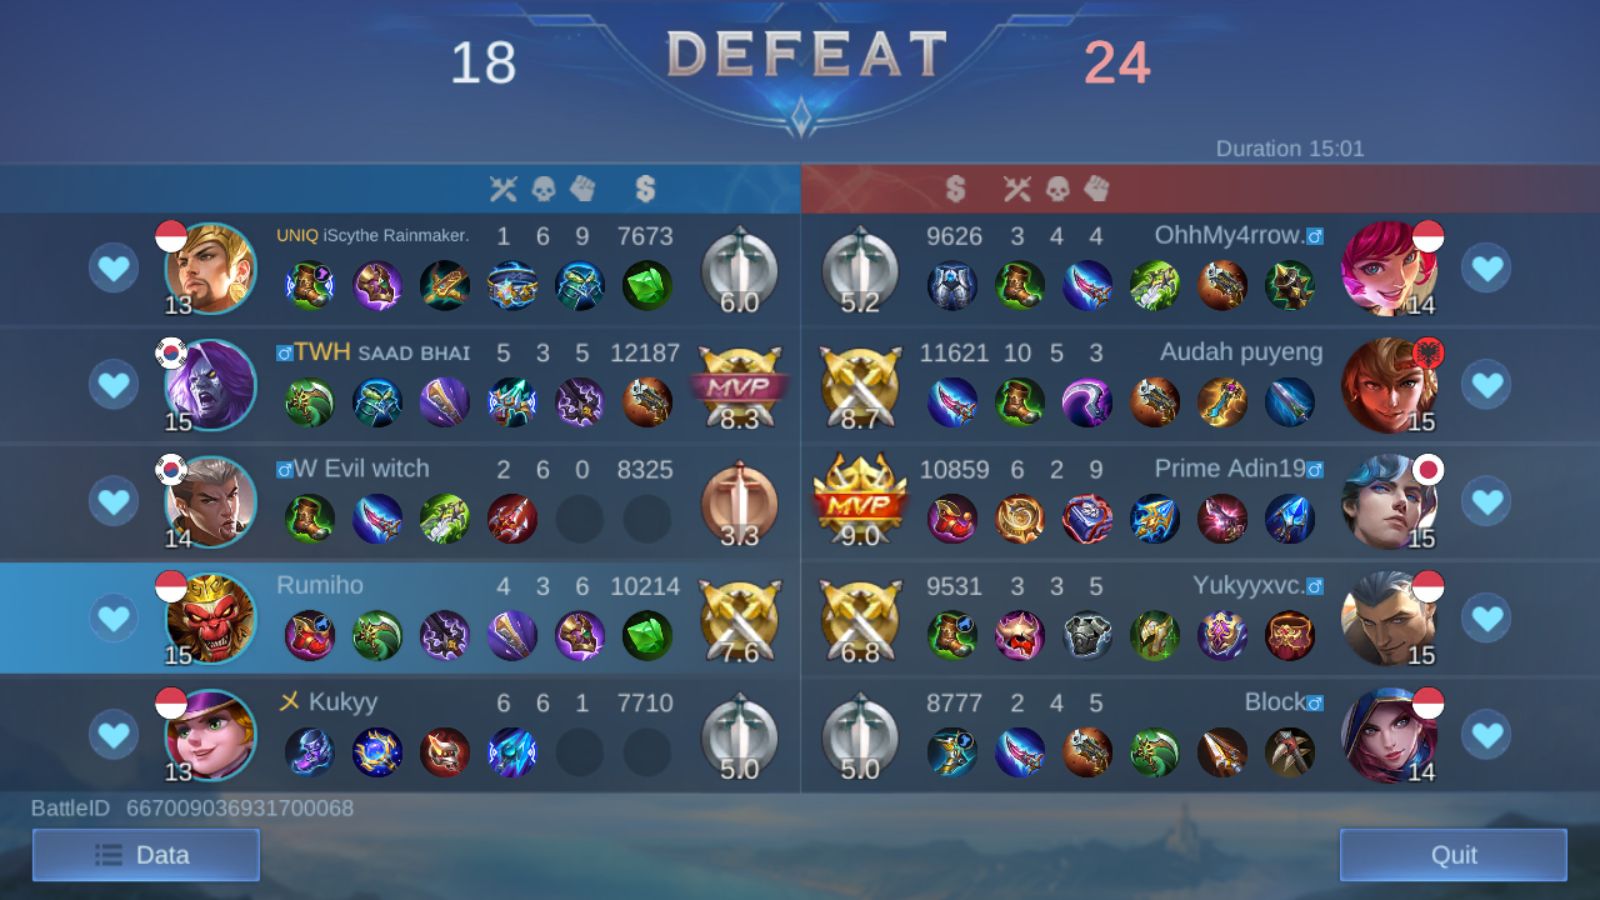 18 DEFEAT 24
Duration 15:01
UNIQ iScythe Rainmaker. 1 6 9 7673
13 6.0
9626 3 4 4 OhhMy4rrow.
5.2 14
TWH SAAD BHAI 5 3 5 12187
15 MVP 8.3
11621 10 5 3 Audah puyeng
8.7 15
W Evil witch 2 6 0 8325
14 3.3
10859 6 2 9 Prime Adin19
MVP 9.0 15
Rumiho 4 3 6 10214
15 7.6
9531 3 3 5 Yukyyxvc.
6.8 15
メ Kukyy 6 6 1 7710
13 5.0
8777 2 4 5 Block
5.0 14
BattleID 667009036931700068
Data
Quit